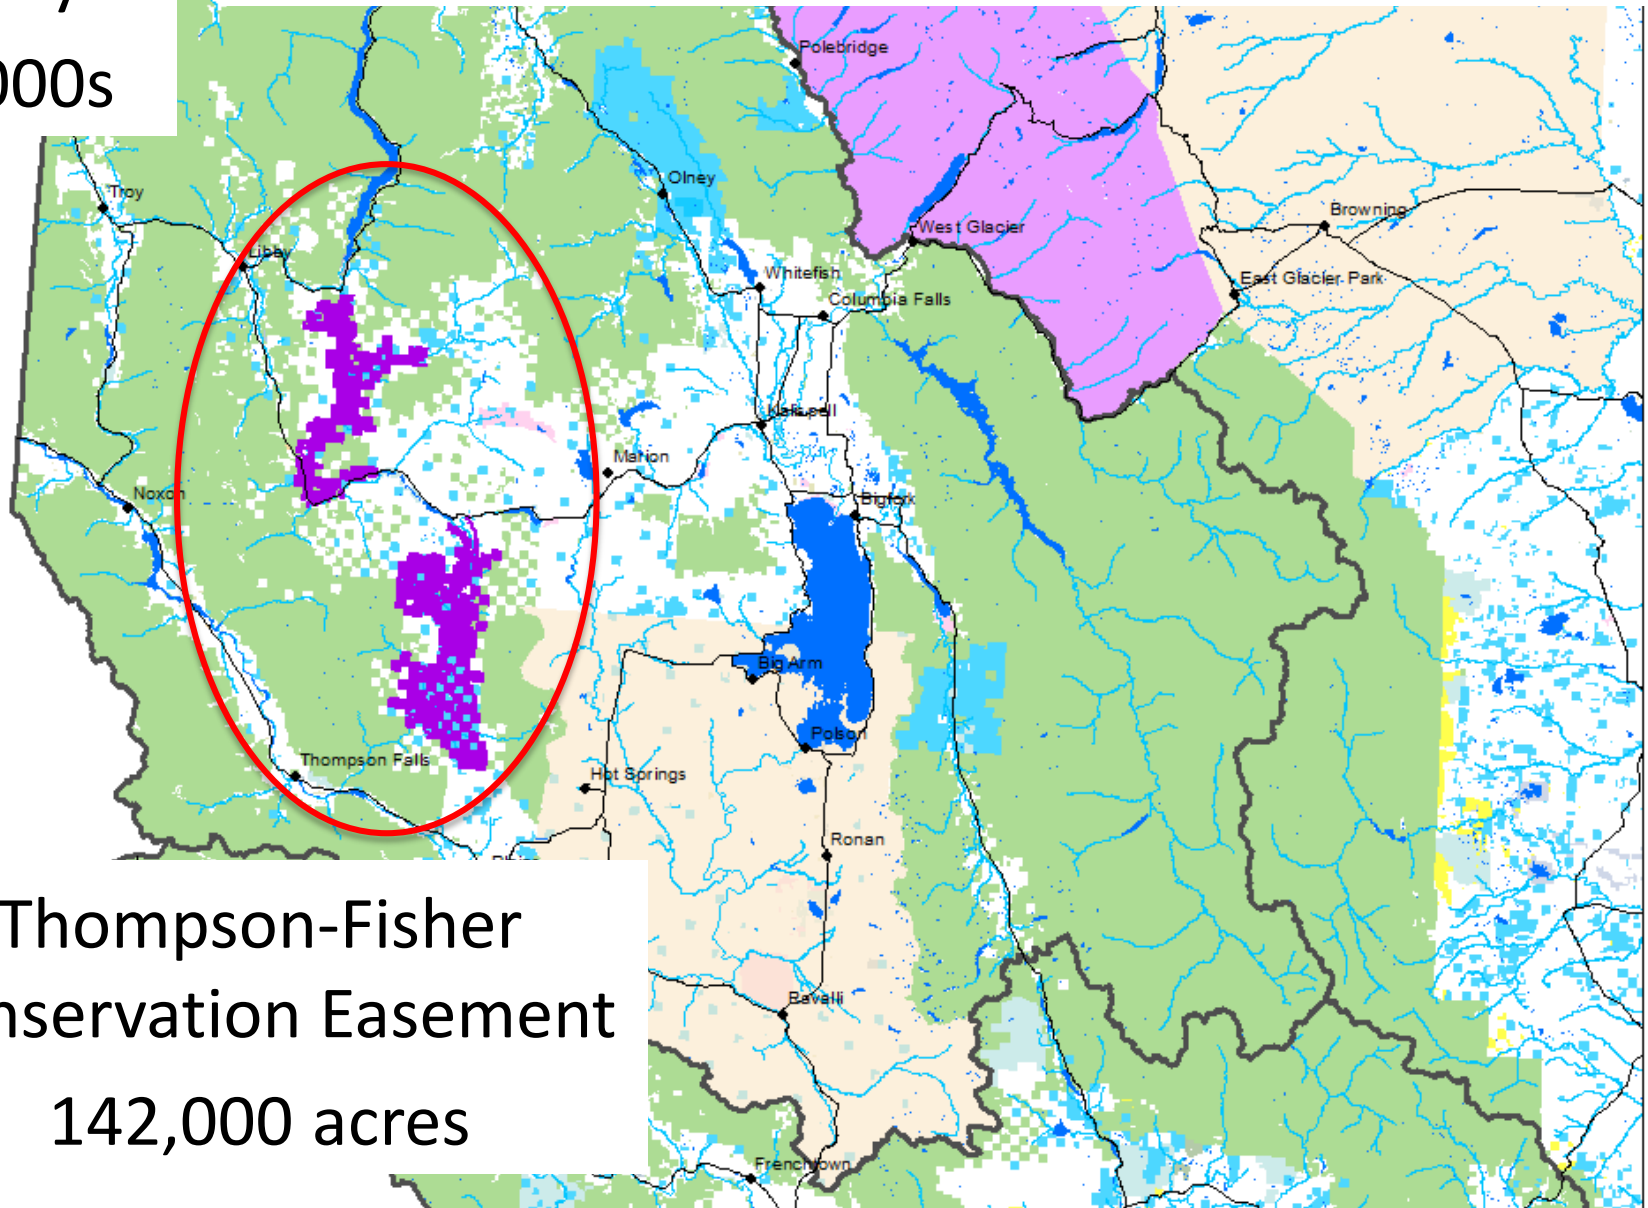 000s
Polebridge
Troy
Olney
Browning
West Glacier
Libby
Whitefish
East Glacier Park
Columbia Falls
Kalispell
Marion
Noxon
Bigfork
Big Arm
Polson
Thompson Falls
Hot Springs
Ronan
Thompson-Fisher
nservation Easement
142,000 acres
Ravalli
Frenchtown